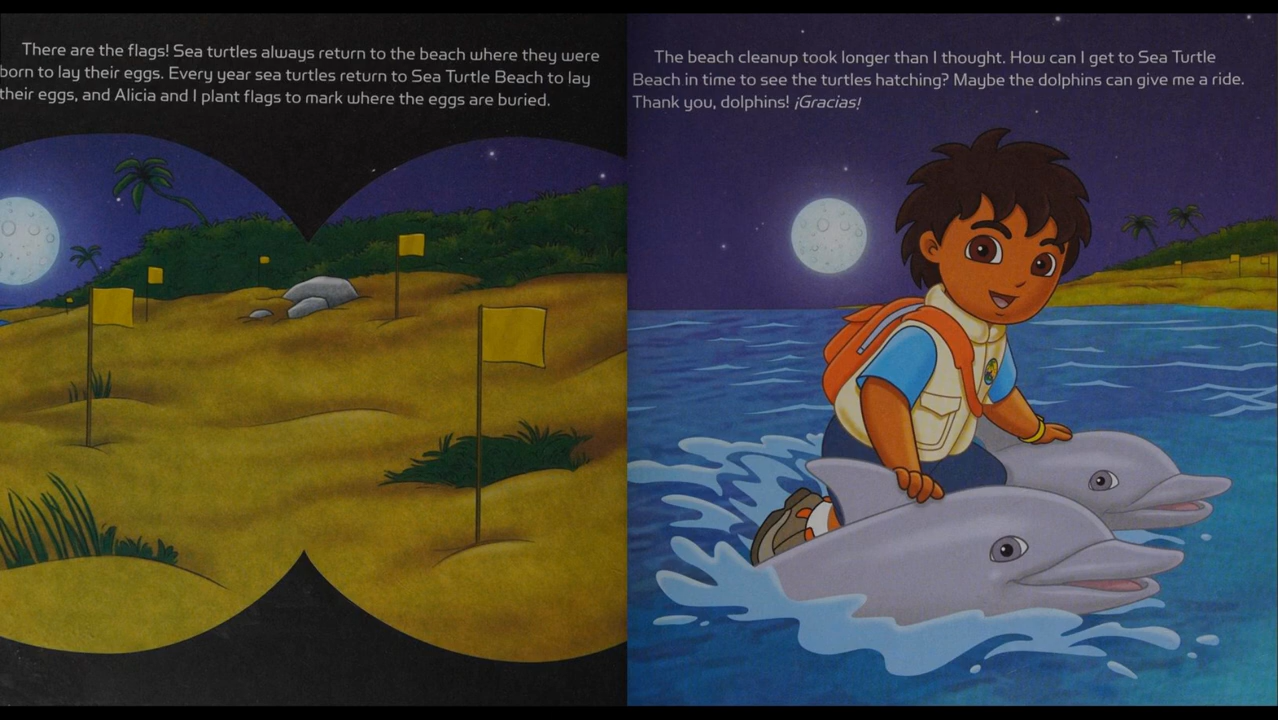 There are the flags! Sea turtles always return to the beach where they were
born to lay their eggs. Every year sea turtles return to Sea Turtle Beach to lay
their eggs, and Alicia and I plant flags to mark where the eggs are buried.
The beach cleanup took longer than I thought. How can I get to Sea Turtle
Beach in time to see the turtles hatching? Maybe the dolphins can give me a ride.
Thank you, dolphins! ¡Gracias!